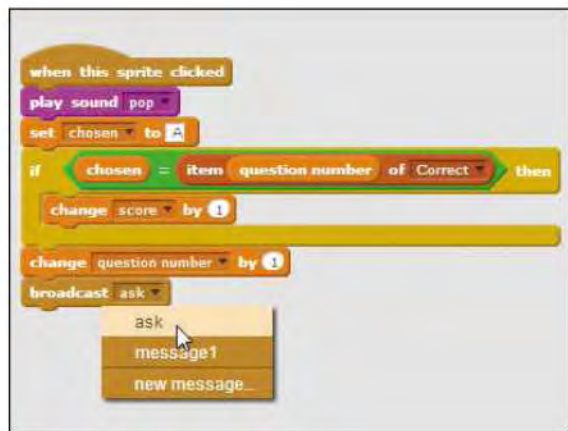 when this sprite clicked
play sound pop
set chosen to A
if chosen = item question number of Correct then
change score by 1
change question number by 1
broadcast ask
ask
message1
new message...